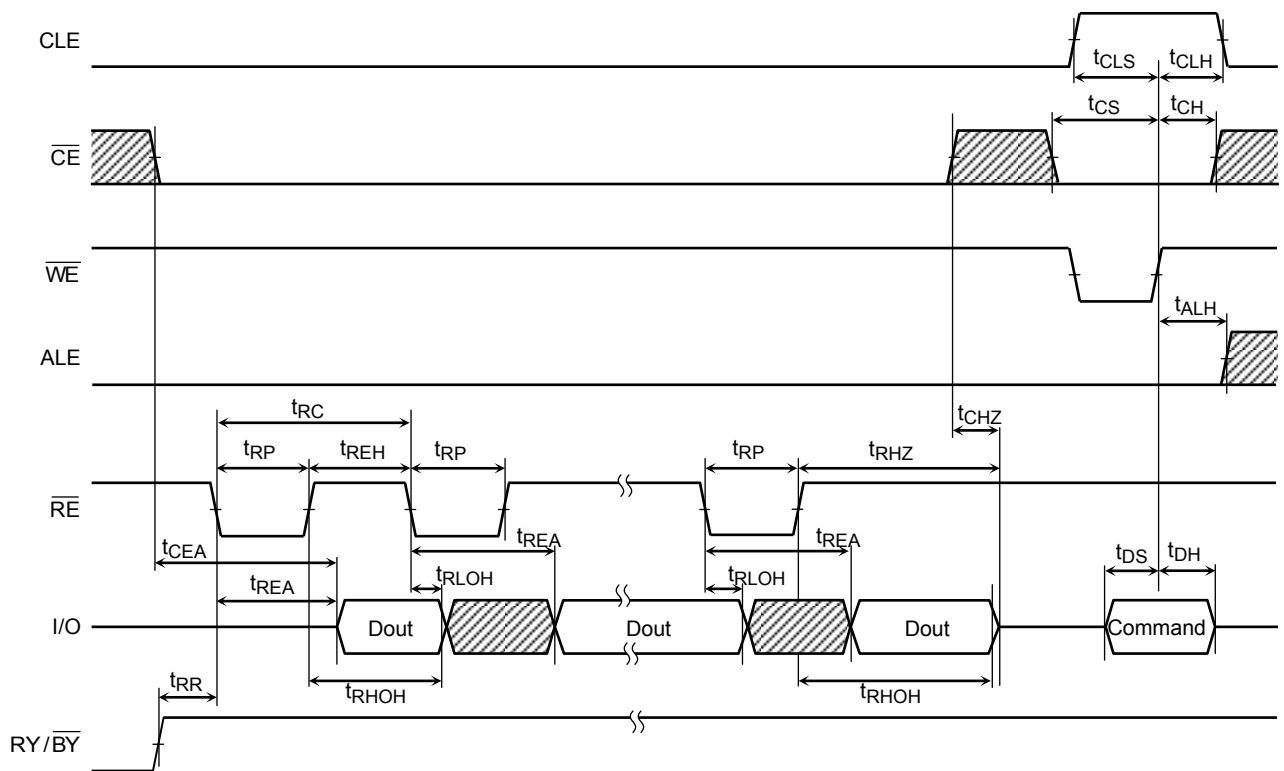 CLE
tCLS
tCLH
tCS
tCH
CE
WE
tALH
ALE
tRC
tCHZ
tRP
tREH
tRP
tRP
tRHZ
RE
tCEA
tREA
tREA
tDS
tDH
tREA
tRLOH
tRLOH
I/O
Dout
Dout
Dout
Command
tRR
tRHOH
tRHOH
RY/BY